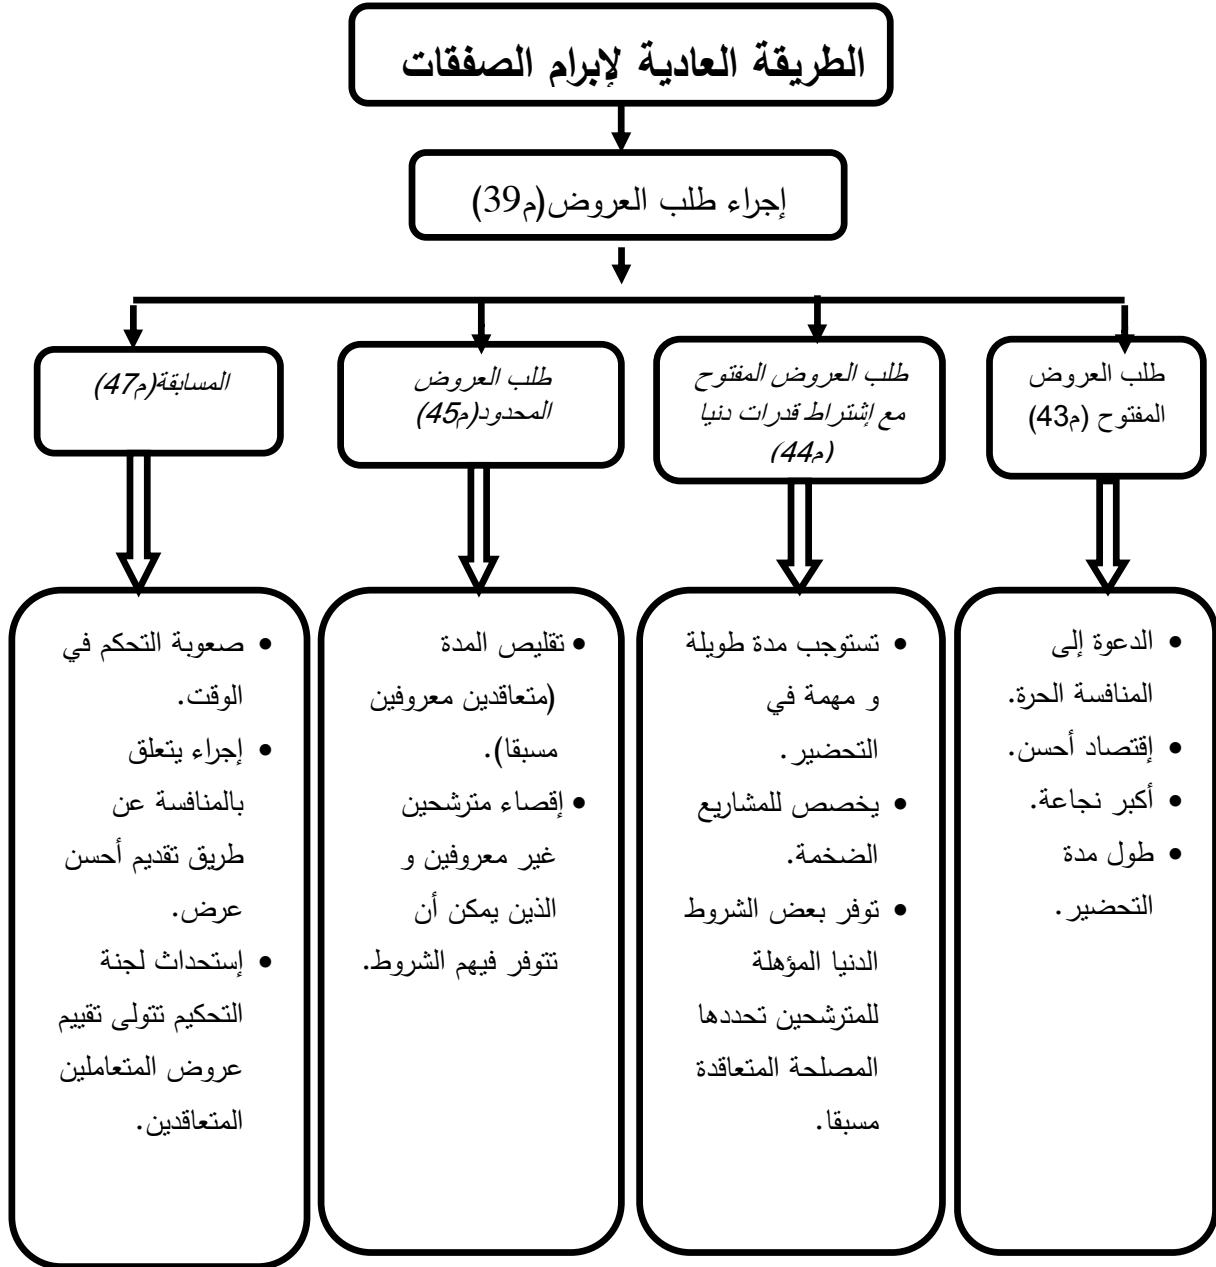 الطريقة العادية لإبرام الصفقات
إجراء طلب العروض(م39)
طلب العروض
المفتوح (م43)
طلب العروض المفتوح
مع إشتراط قدرات دنيا
(م44)
طلب العروض
المحدود(م45)
المسابقة(م47)
• الدعوة إلى
المنافسة الحرة.
• إقتصاد أحسن.
• أكبر نجاعة.
• طول مدة
التحضير.
• تستوجب مدة طويلة
و مهمة في
التحضير.
• يخصص للمشاريع
الضخمة.
• توفر بعض الشروط
الدنيا المؤهلة
للمترشحين تحددها
المصلحة المتعاقدة
مسبقا.
• تقليص المدة
(متعاقدين معروفين
مسبقا).
• إقصاء مترشحين
غير معروفين و
الذين يمكن أن
تتوفر فيهم الشروط.
• صعوبة التحكم في
الوقت.
• إجراء يتعلق
بالمنافسة عن
طريق تقديم أحسن
عرض.
• إستحداث لجنة
التحكيم تتولى تقييم
عروض المتعاملين
المتعاقدين.